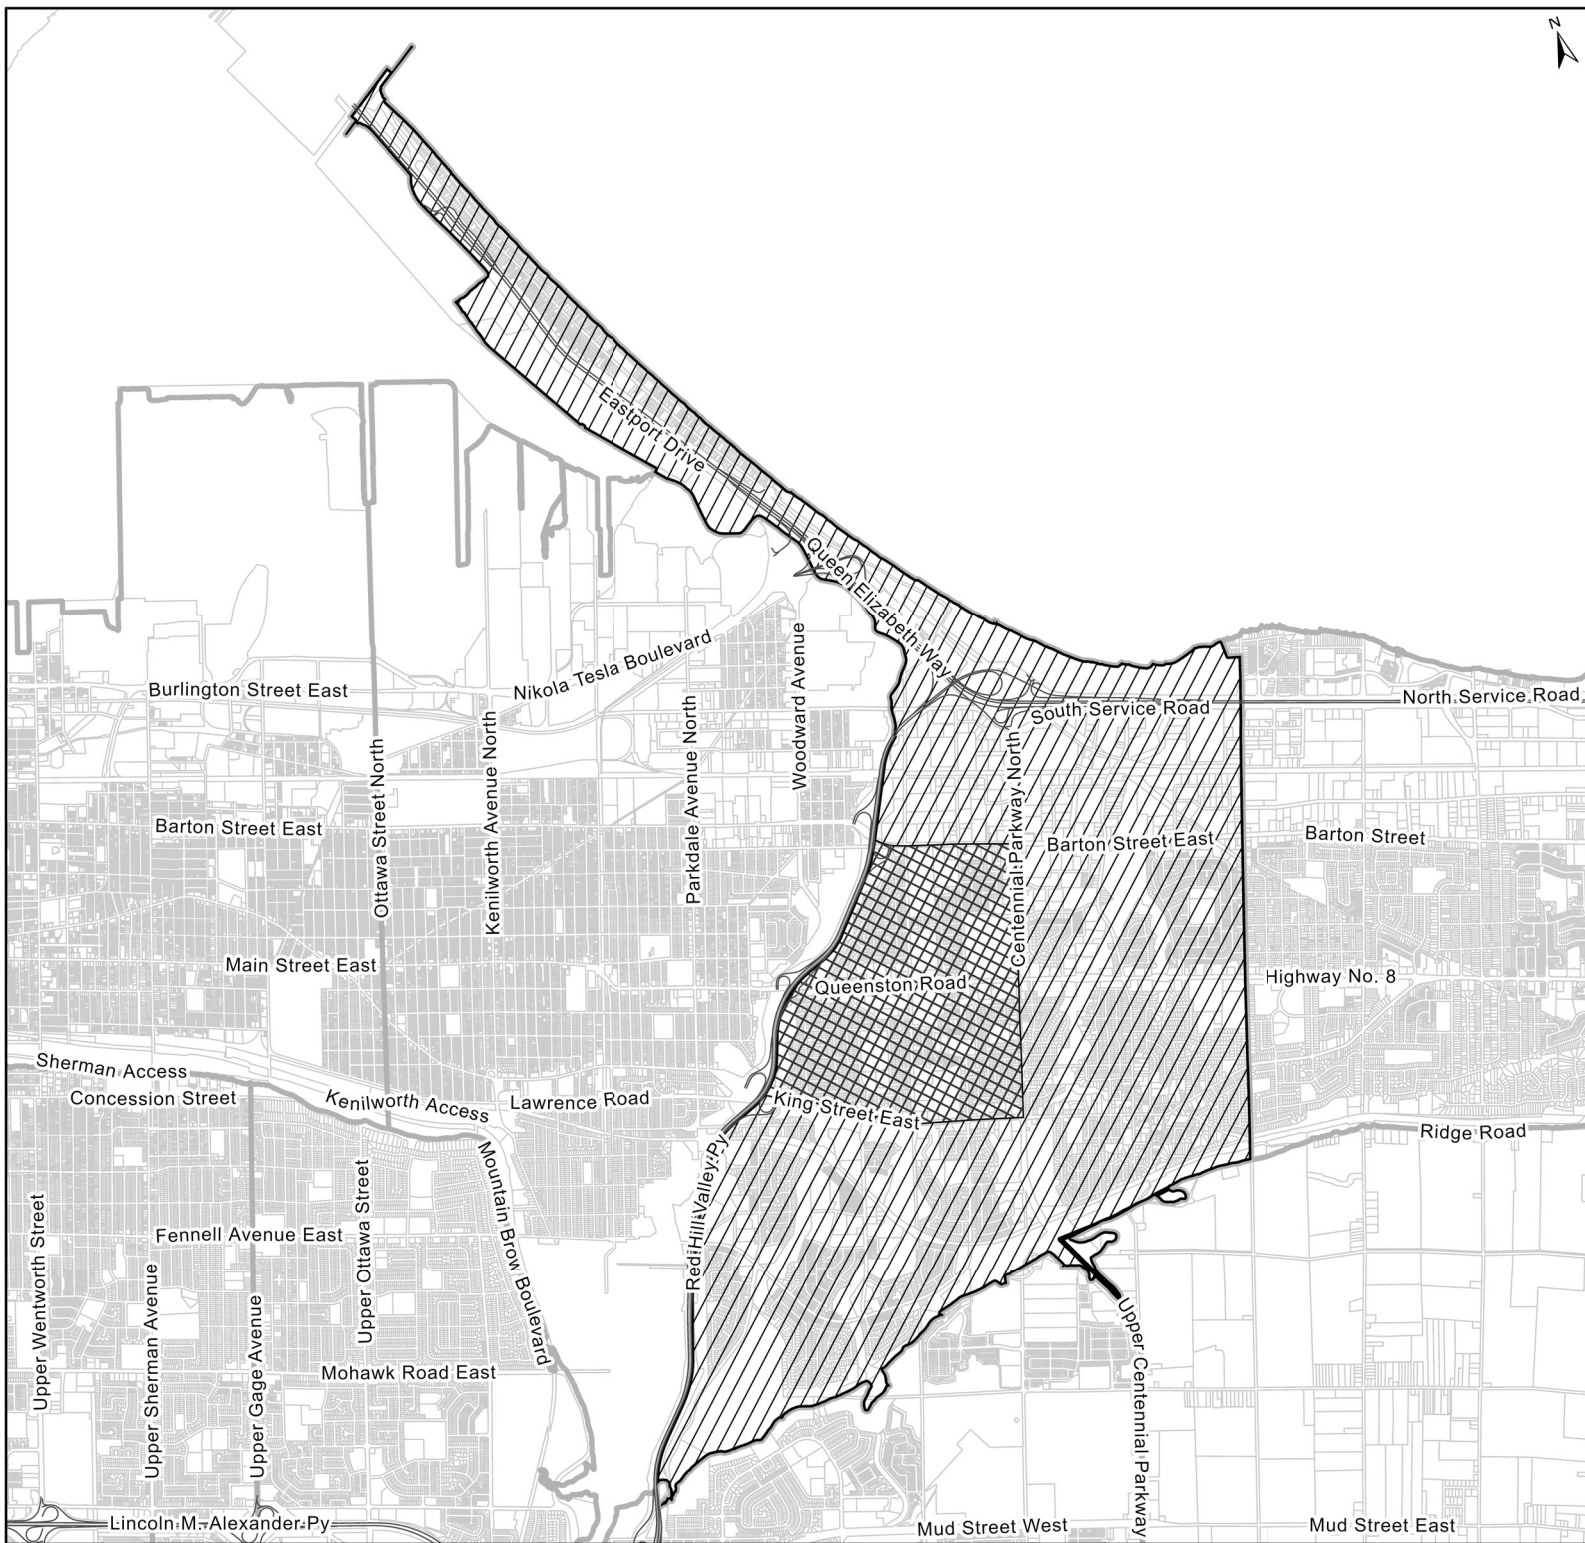 N
Eastport Drive
Queen Elizabeth Way
Woodward Avenue
Nikola Tesla Boulevard
Burlington Street East
North Service Road
South Service Road
Parkdale Avenue North
Kenilworth Avenue North
Ottawa Street North
Centennial Parkway North
Barton Street East
Barton Street East
Barton Street
Main Street East
Queenston Road
Highway No. 8
Sherman Access
Concession Street
Kenilworth Access
Lawrence Road
King Street East
Ridge Road
Red Hill Valley Py
Mountain Brow Boulevard
Upper Ottawa Street
Upper Wentworth Street
Fennell Avenue East
Upper Sherman Avenue
Upper Gage Avenue
Mohawk Road East
Upper Centennial Parkway
Lincoln M. Alexander Py
Mud Street West
Mud Street East